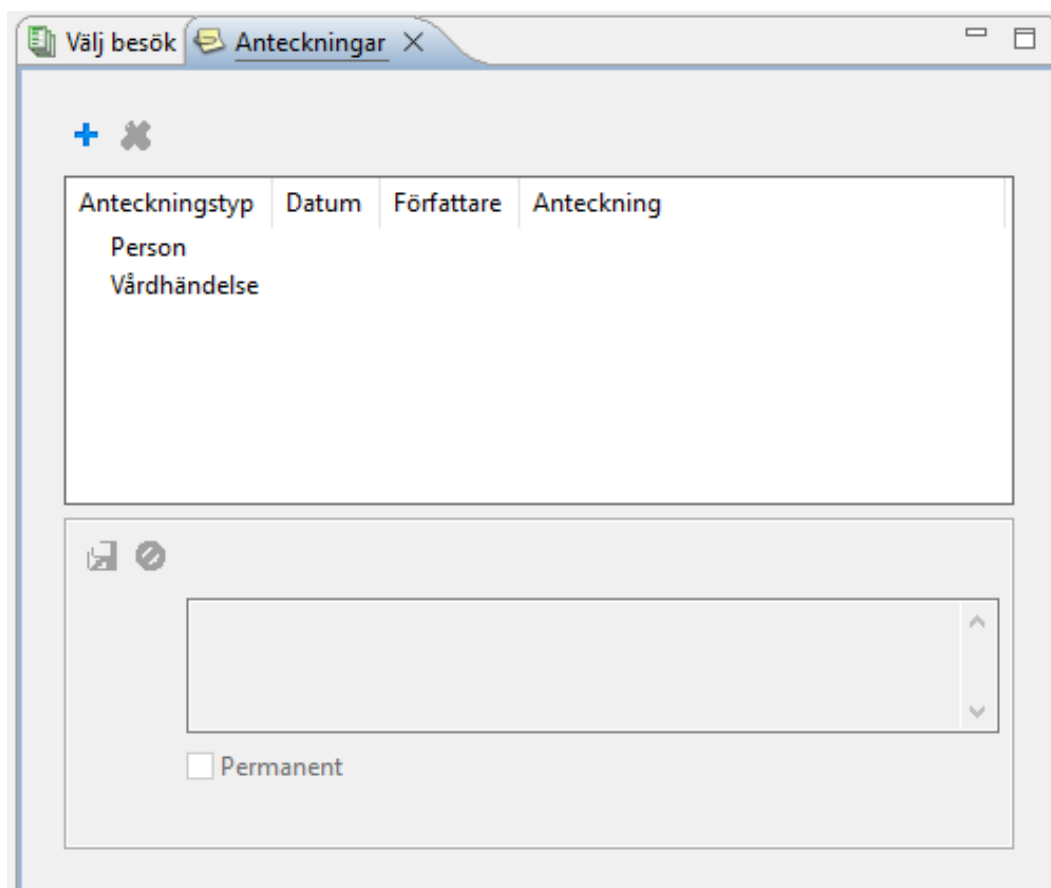 Välj besök Anteckningar
Anteckningstyp Datum Författare Anteckning
Person
Vårdhändelse
Permanent